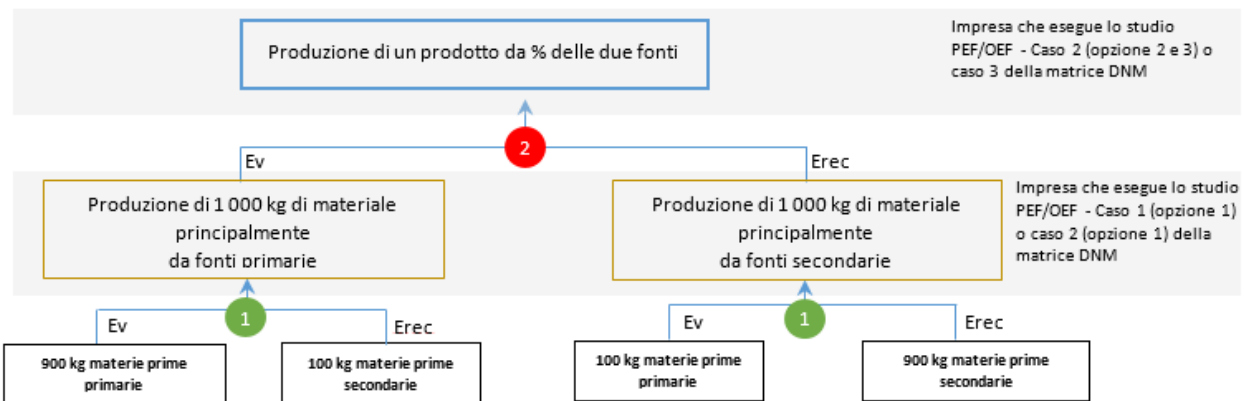 Produzione di un prodotto da % delle due fonti
Impresa che esegue lo studio
PEF/OEF - Caso 2 (opzione 2 e 3) o
caso 3 della matrice DNM
2
Ev
Erec
Produzione di 1 000 kg di materiale
principalmente
da fonti primarie
Produzione di 1 000 kg di materiale
principalmente
da fonti secondarie
Impresa che esegue lo studio
PEF/OEF - Caso 1 (opzione 1)
o caso 2 (opzione 1) della
matrice DNM
1
Ev
Erec
1
Ev
Erec
900 kg materie prime
primarie
100 kg materie prime
secondarie
100 kg materie prime
primarie
900 kg materie prime
secondarie